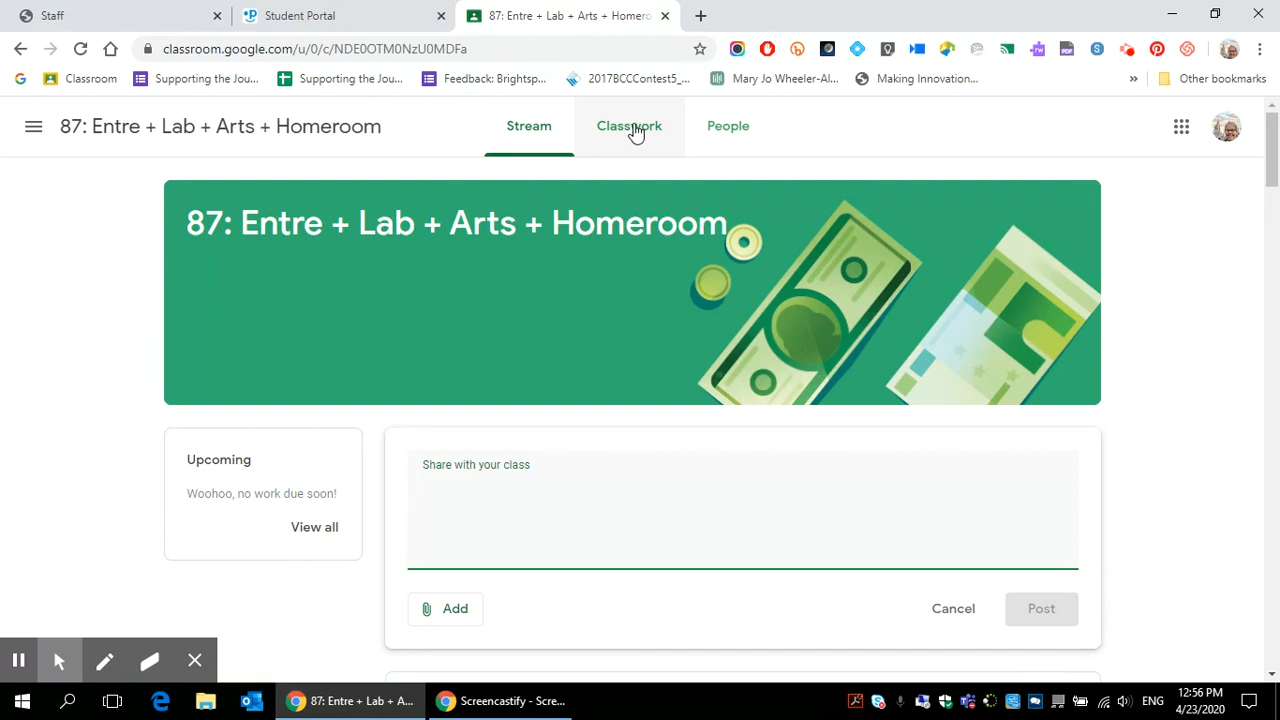 Staff
Student Portal
87: Entre + Lab + Arts + Homero
classroom.google.com/u/0/c/NDE0OTM0NzU0MDFa
Classroom
Supporting the Jou...
Supporting the Jou...
Feedback: Brightsp...
2017BCCContest5_...
Mary Jo Wheeler-Al...
Making Innovation...
»
Other bookmarks
87: Entre + Lab + Arts + Homeroom
Stream
Classwork
People
87: Entre + Lab + Arts + Homeroom
Upcoming
Woohoo, no work due soon!
View all
Share with your class
Add
Cancel
Post
87: Entre + Lab + A...
Screencastify - Scre...
ENG
12:56 PM
4/23/2020